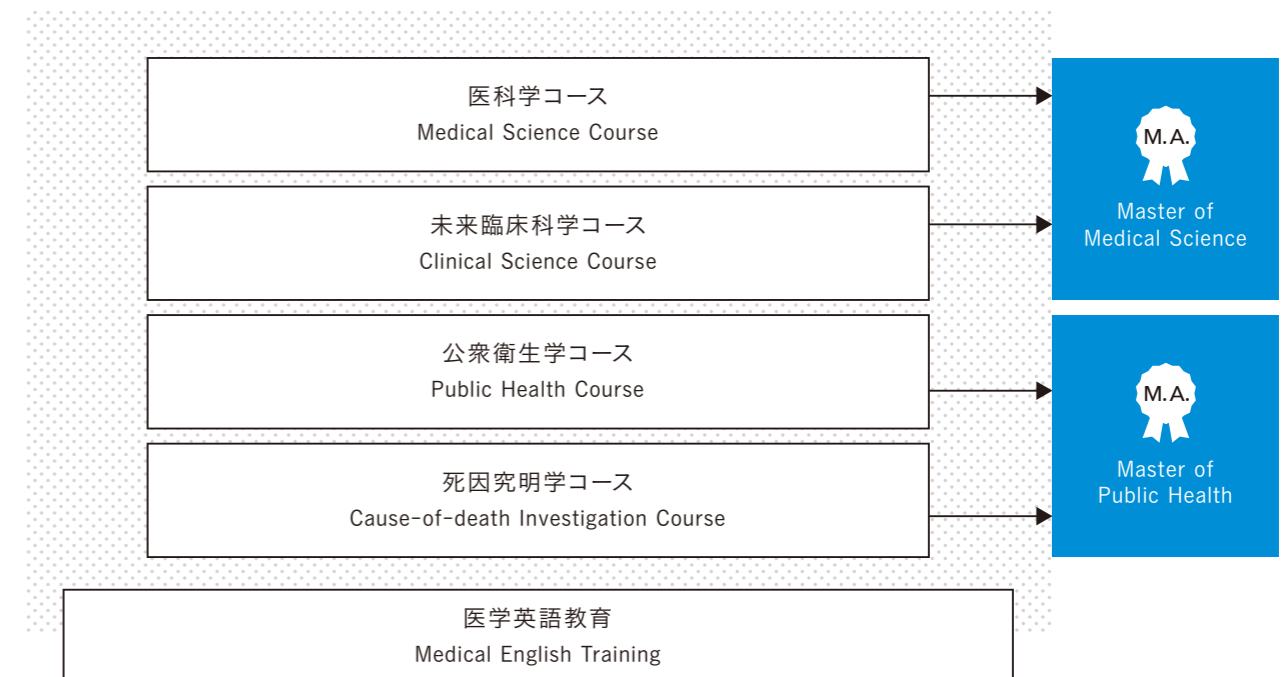 医科学コース
Medical Science Course
未来臨床科学コース
Clinical Science Course
M.A.
Master of
Medical Science
公衆衛生学コース
Public Health Course
死因究明学コース
Cause-of-death Investigation Course
M.A.
Master of
Public Health
医学英語教育
Medical English Training